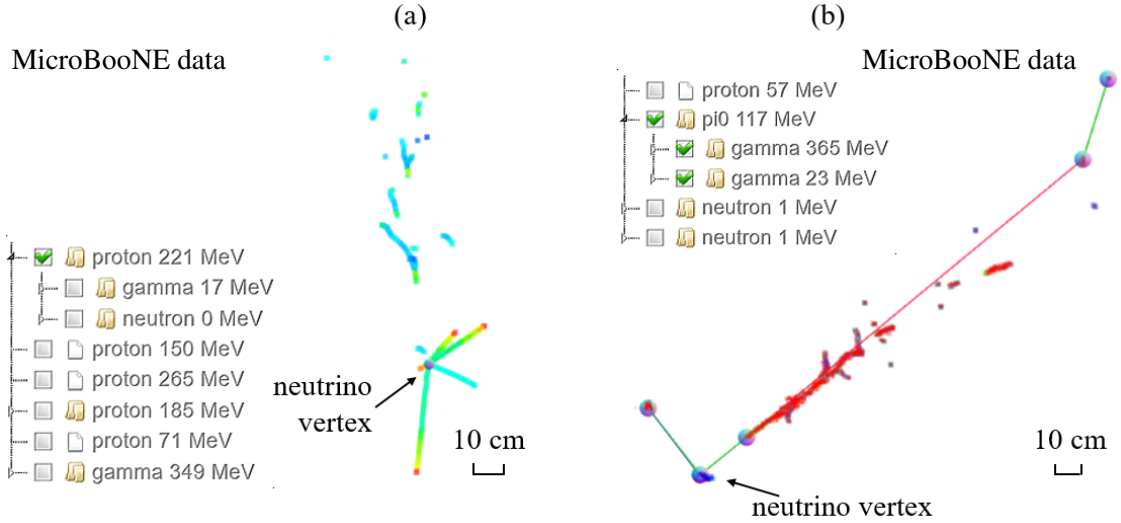 (a)
MicroBooNE data
proton 221 MeV
gamma 17 MeV
neutron 0 MeV
proton 150 MeV
proton 265 MeV
proton 185 MeV
proton 71 MeV
gamma 349 MeV
neutrino
vertex
10 cm
(b)
MicroBooNE data
proton 57 MeV
pi0 117 MeV
gamma 365 MeV
gamma 23 MeV
neutron 1 MeV
neutron 1 MeV
10 cm
neutrino vertex